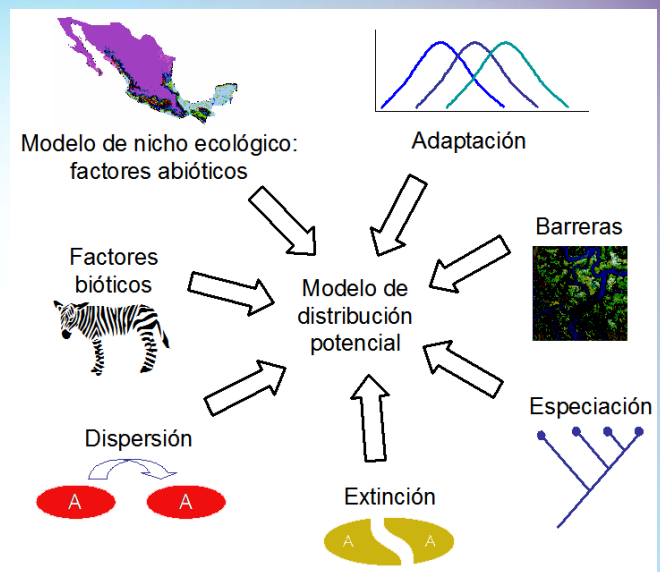 Modelo de nicho ecológico:
factores abióticos
Adaptación
Barreras
Factores
bióticos
Modelo de
distribución
potencial
Especiación
Dispersión
A
A
Extinción
A
A